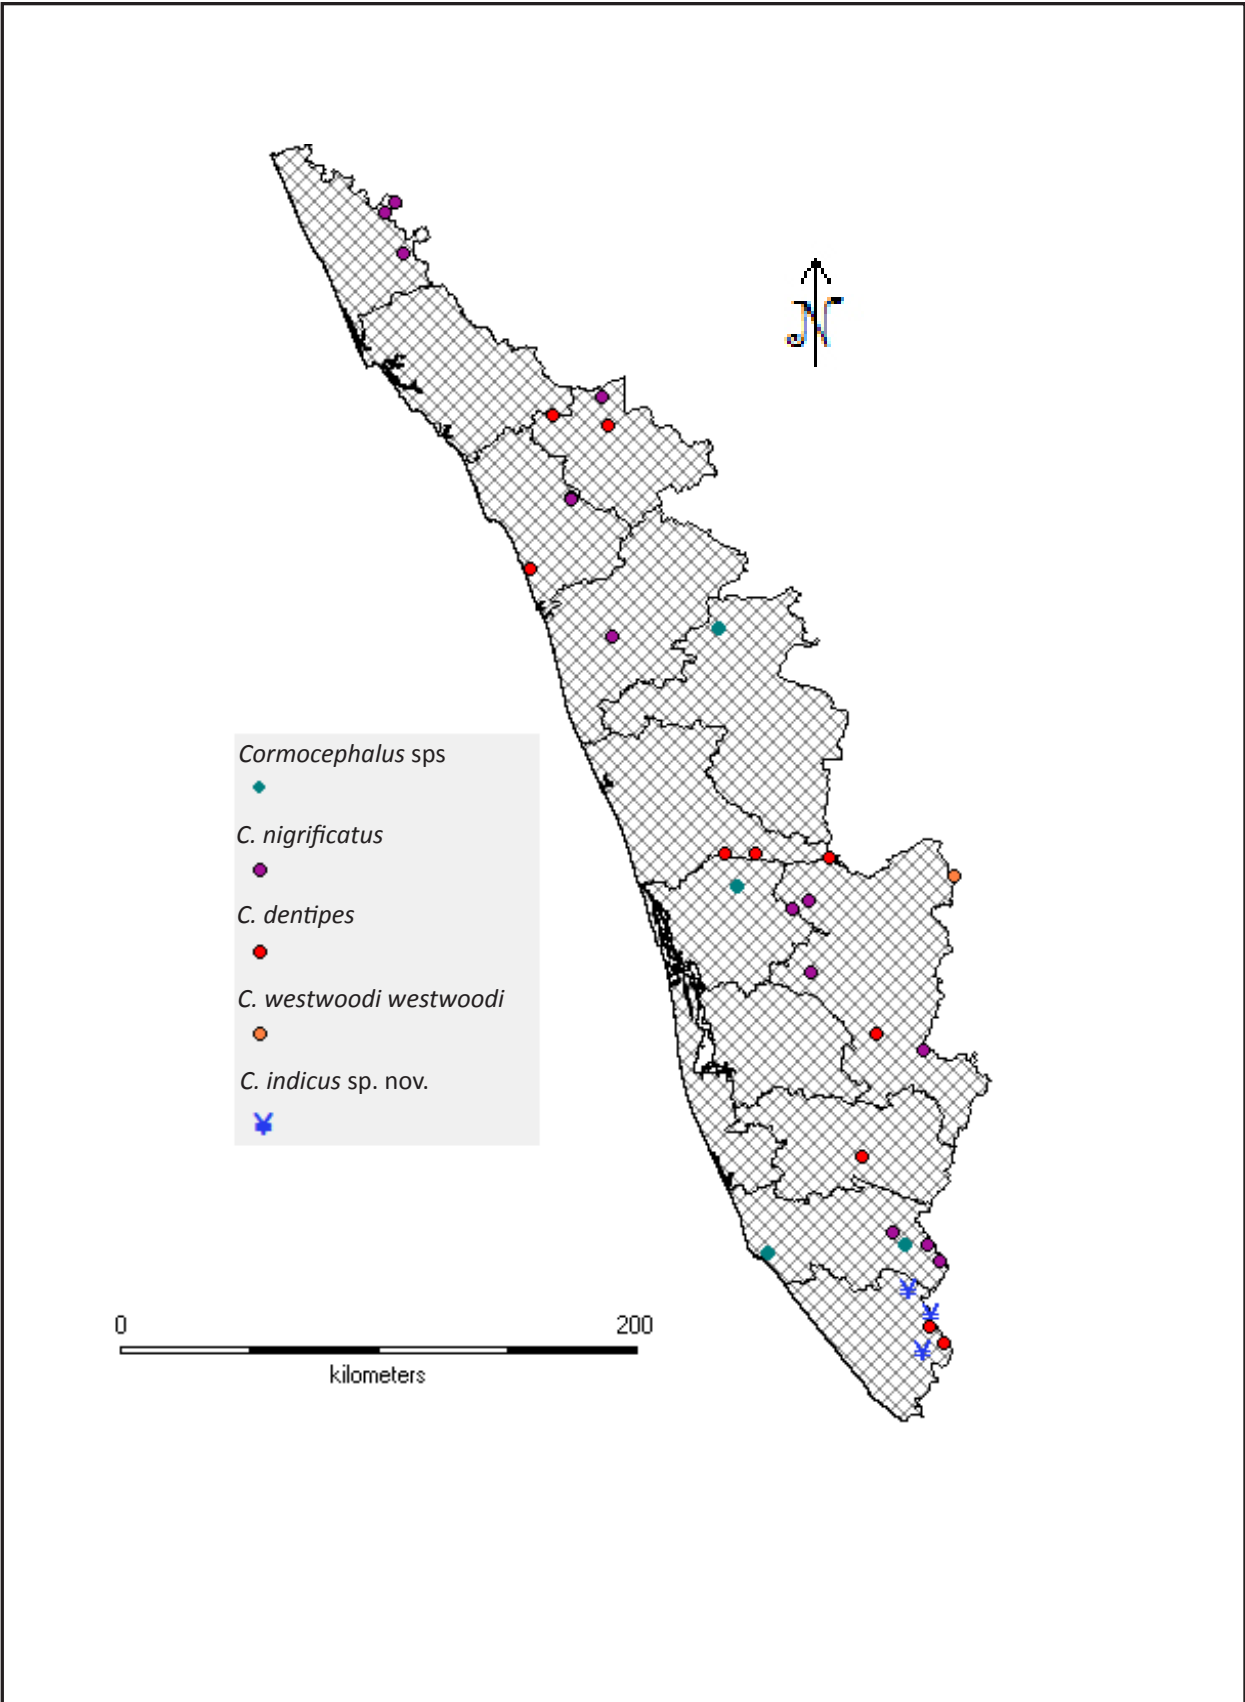 N
Cormocephalus sps
C. nigrificatus
C. dentipes
C. westwoodi westwoodi
C. indicus sp. nov.
¥
0 200
kilometers